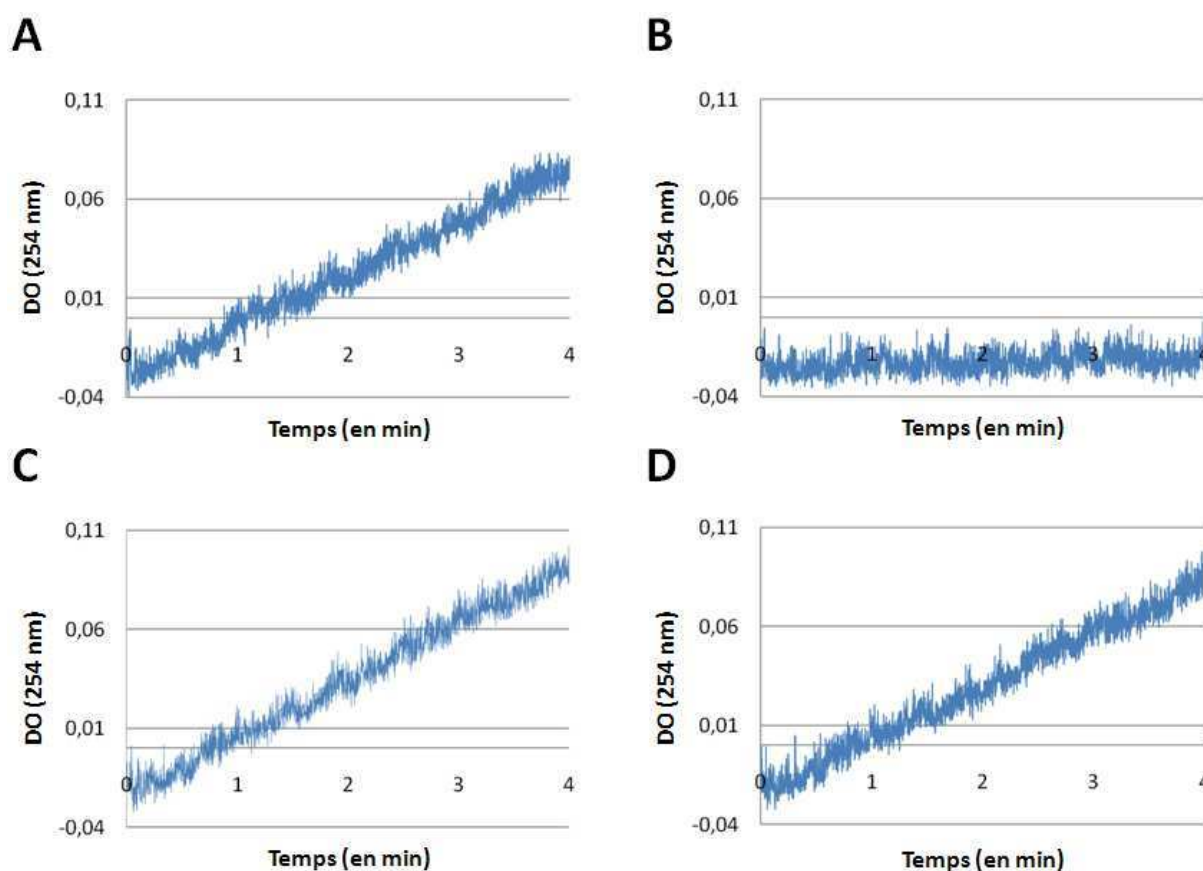 A
B
0,11
0,06
0,01
-0,04
DO (254 nm)
0 1 2 3 4
Temps (en min)
0,11
0,06
0,01
-0,04
DO (254 nm)
0 1 2 3 4
Temps (en min)
C
D
0,11
0,06
0,01
-0,04
DO (254 nm)
0 1 2 3 4
Temps (en min)
0,11
0,06
0,01
-0,04
DO (254 nm)
0 1 2 3 4
Temps (en min)